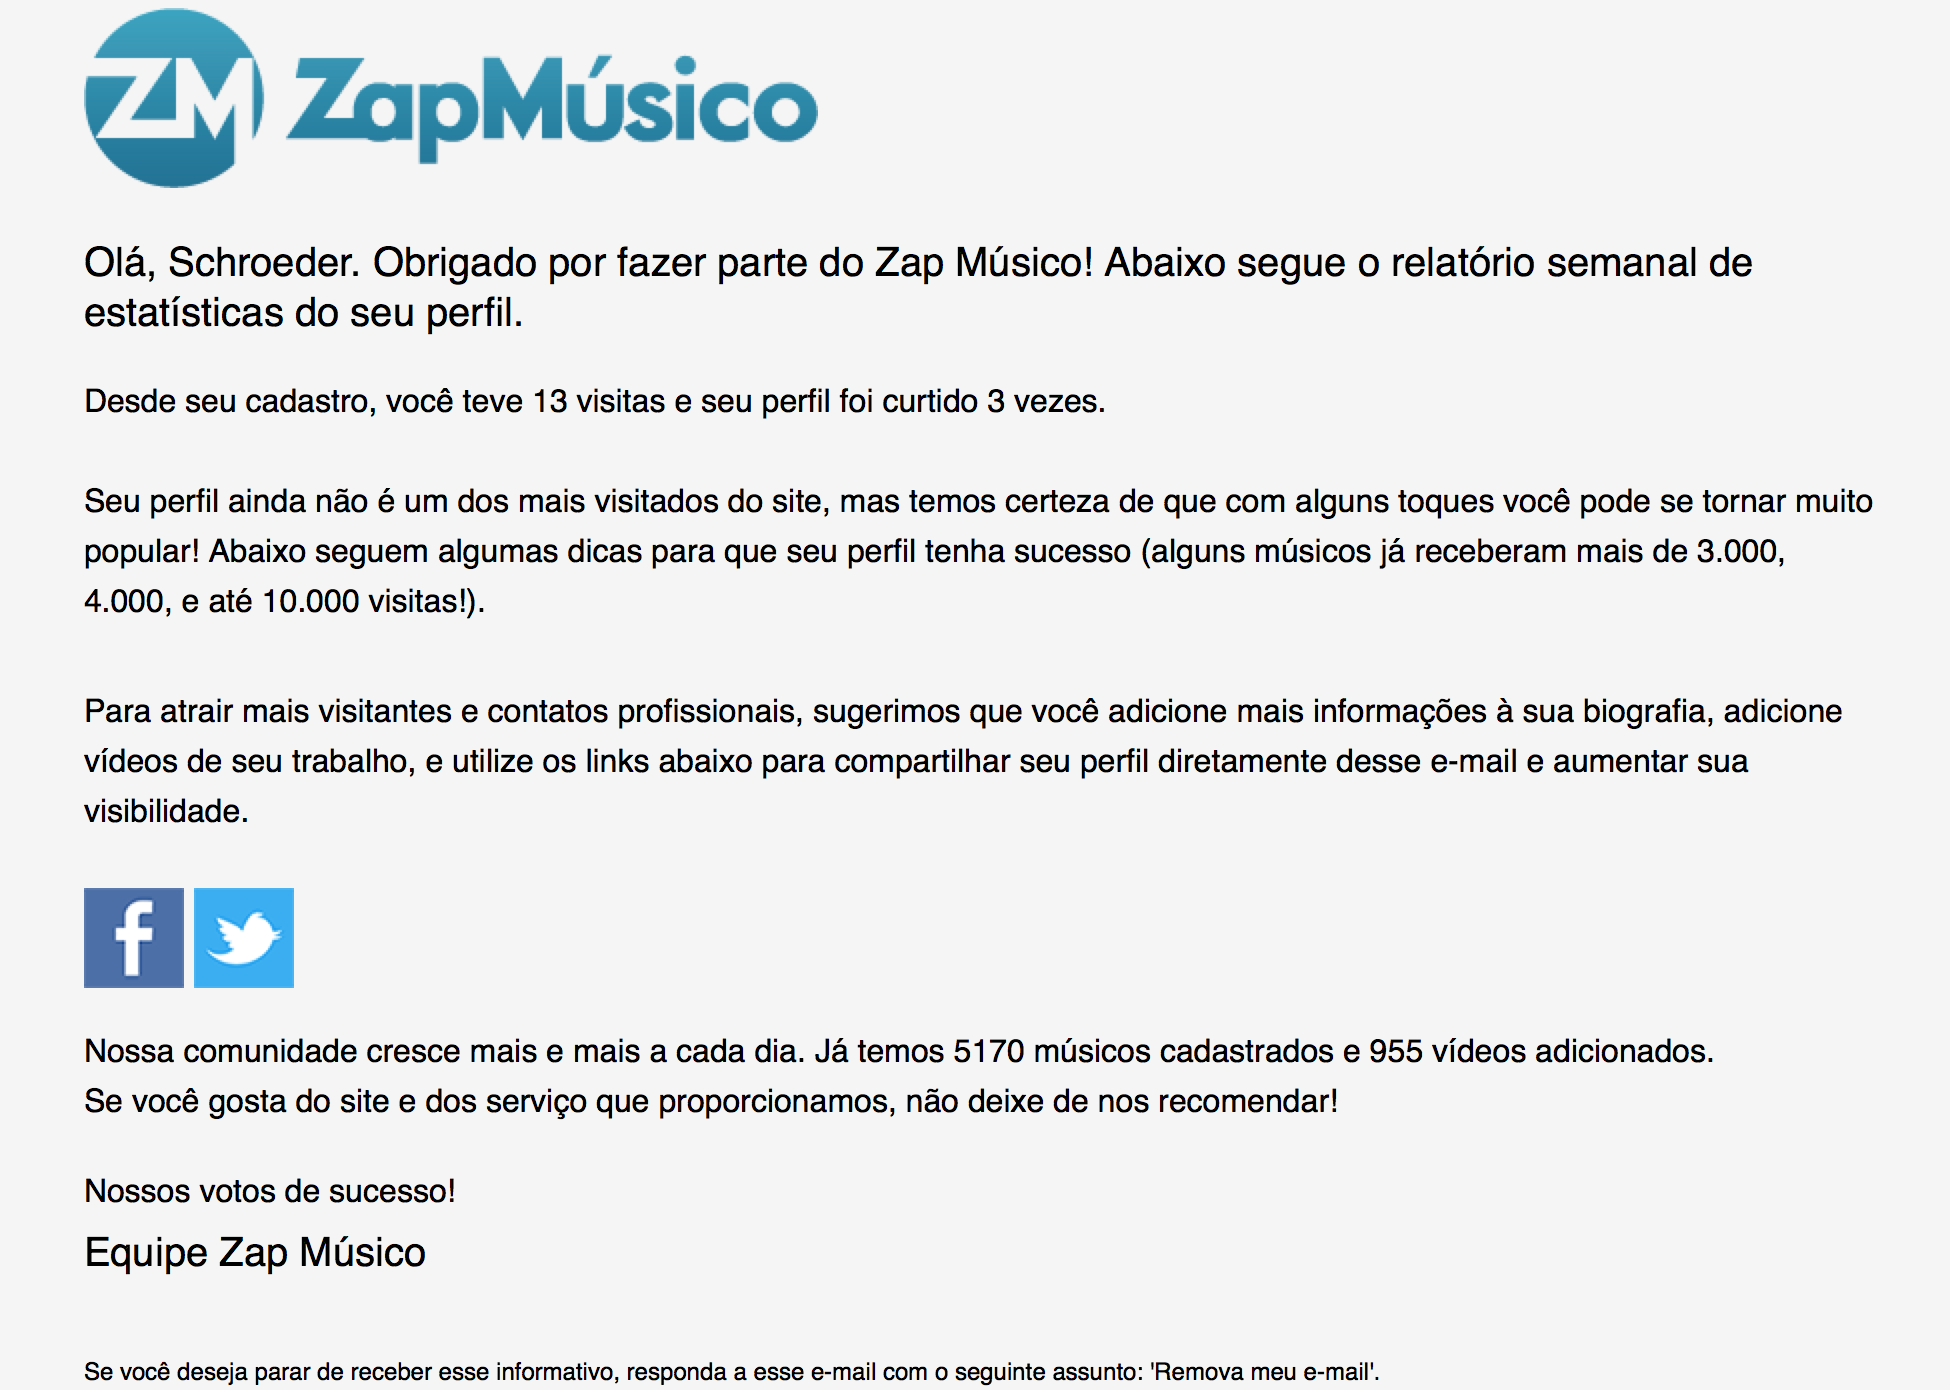 ZM ZapMúsico
Olá, Schroeder. Obrigado por fazer parte do Zap Músico! Abaixo segue o relatório semanal de
estatísticas do seu perfil.
Desde seu cadastro, você teve 13 visitas e seu perfil foi curtido 3 vezes.
Seu perfil ainda não é um dos mais visitados do site, mas temos certeza de que com alguns toques você pode se tornar muito
popular! Abaixo seguem algumas dicas para que seu perfil tenha sucesso (alguns músicos já receberam mais de 3.000,
4.000, e até 10.000 visitas!).
Para atrair mais visitantes e contatos profissionais, sugerimos que você adicione mais informações à sua biografia, adicione
vídeos de seu trabalho, e utilize os links abaixo para compartilhar seu perfil diretamente desse e-mail e aumentar sua
visibilidade.
f
Nossa comunidade cresce mais e mais a cada dia. Já temos 5170 músicos cadastrados e 955 vídeos adicionados.
Se você gosta do site e dos serviço que proporcionamos, não deixe de nos recomendar!
Nossos votos de sucesso!
Equipe Zap Músico
Se você deseja parar de receber esse informativo, responda a esse e-mail com o seguinte assunto: 'Remova meu e-mail'.